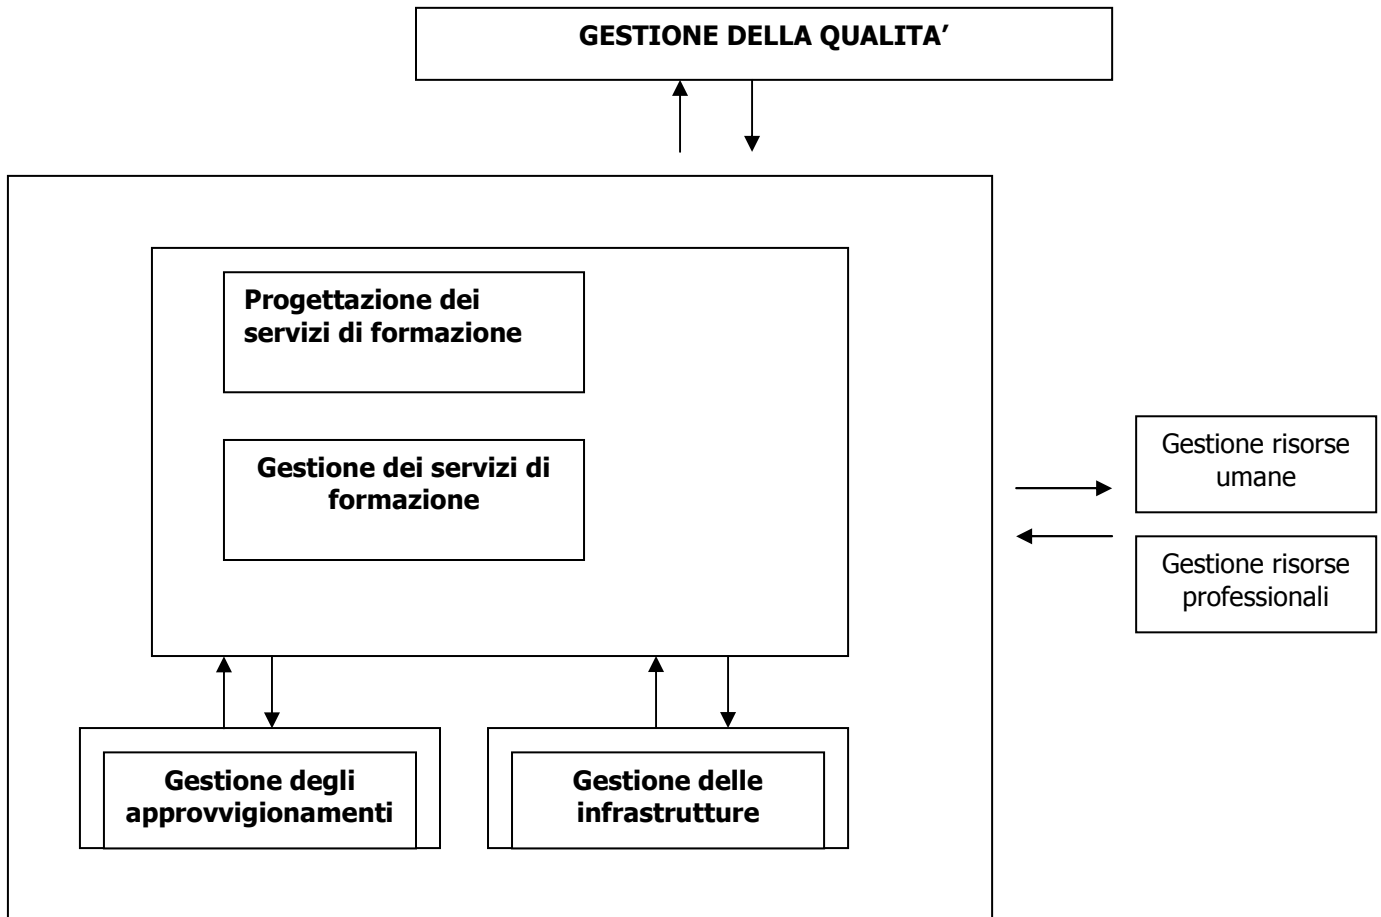 GESTIONE DELLA QUALITA’
Progettazione dei
servizi di formazione
Gestione dei servizi di
formazione
Gestione risorse
umane
Gestione risorse
professionali
Gestione degli
approvvigionamenti
Gestione delle
infrastrutture